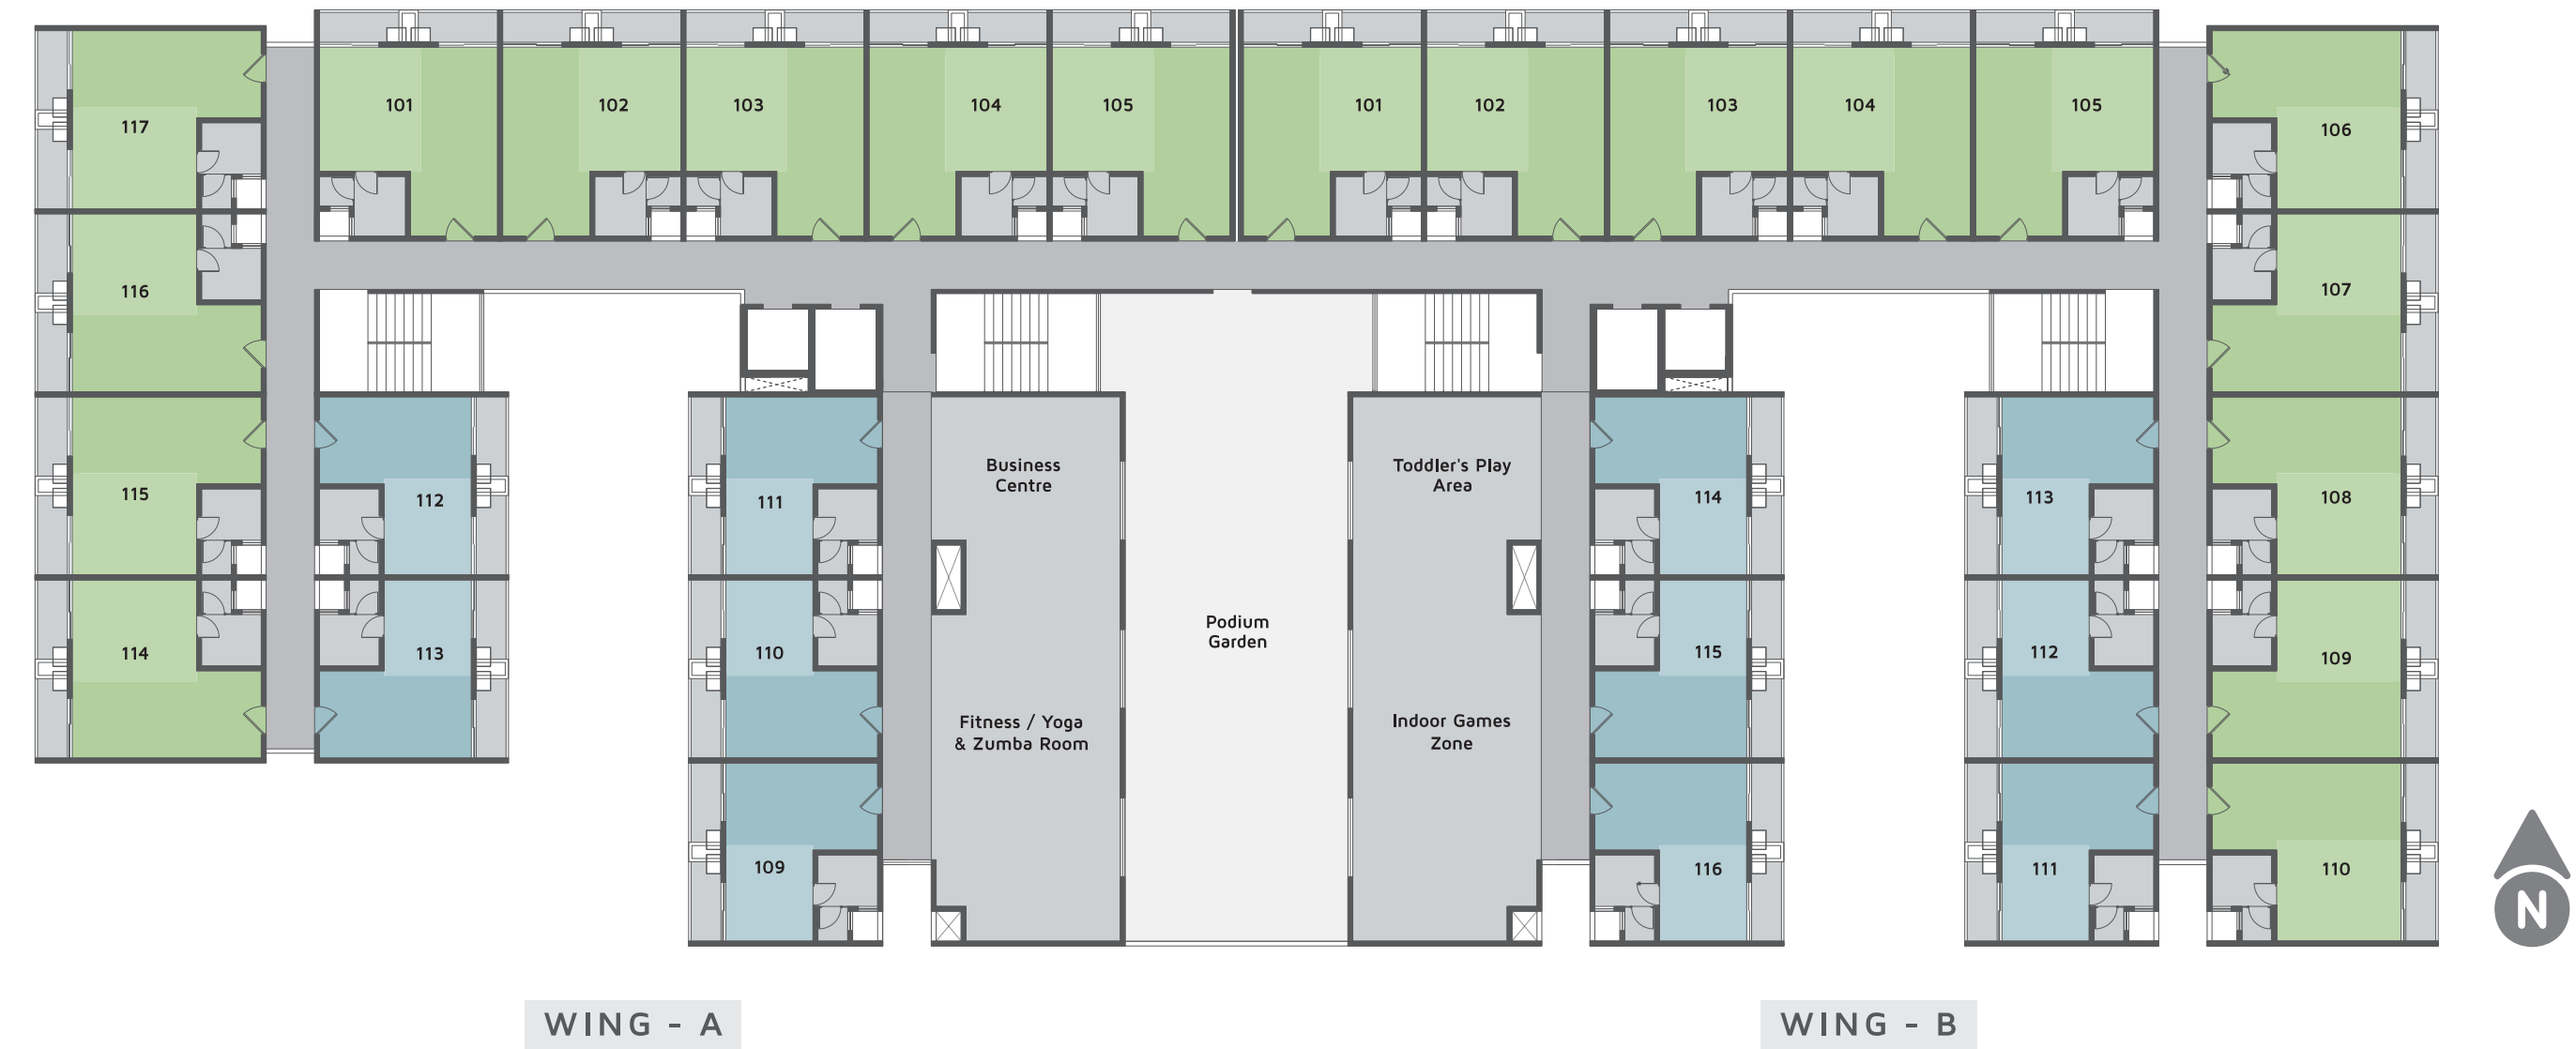 101
102
103
104
105
101
102
103
104
105
117
106
116
107
115
112
111
Business
Centre
Toddler's Play
Area
114
113
108
114
113
110
Podium
Garden
115
112
109
Fitness / Yoga
& Zumba Room
Indoor Games
Zone
109
116
111
110
N
WING - A
WING - B